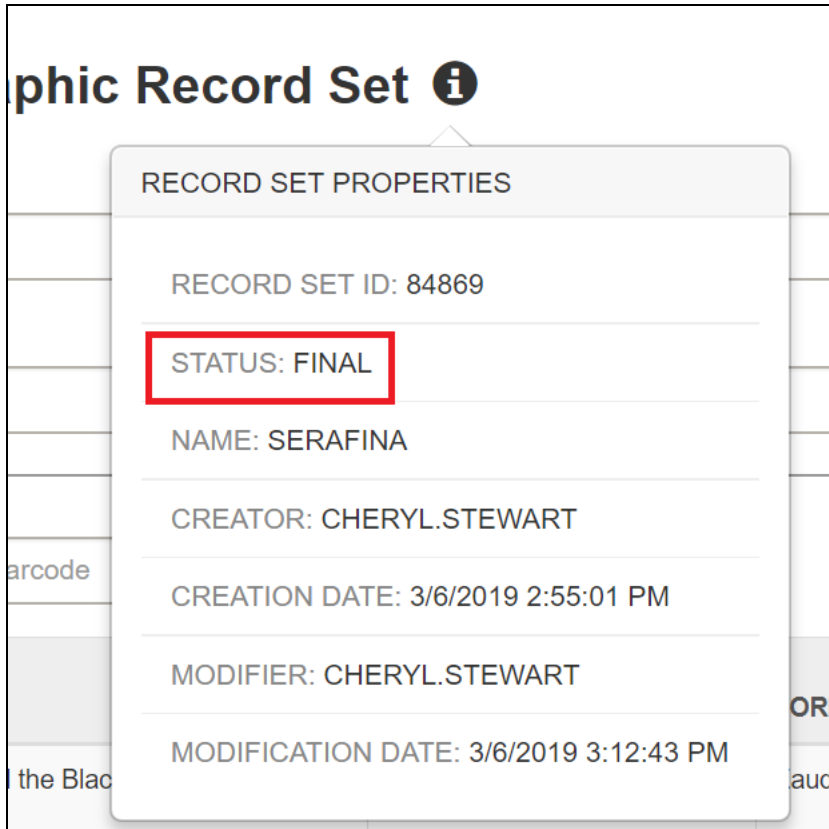 aphic Record Set i
RECORD SET PROPERTIES
RECORD SET ID: 84869
STATUS: FINAL
NAME: SERAFINA
CREATOR: CHERYL.STEWART
arcode
CREATION DATE: 3/6/2019 2:55:01 PM
MODIFIER: CHERYL.STEWART
OR
MODIFICATION DATE: 3/6/2019 3:12:43 PM
the Blac